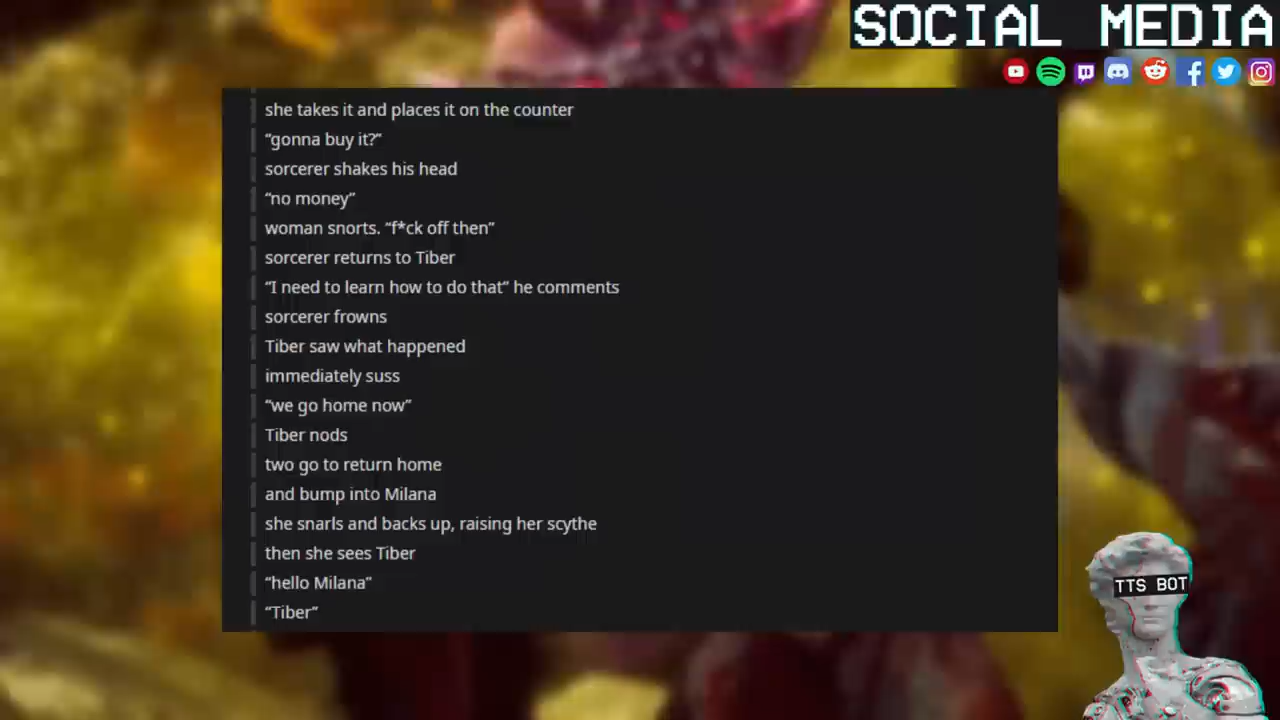 SOCIAL MEDIA
she takes it and places it on the counter
“gonna buy it?”
sorcerer shakes his head
“no money”
woman snorts. “f*ck off then”
sorcerer returns to Tiber
“I need to learn how to do that” he comments
sorcerer frowns
Tiber saw what happened
immediately suss
“we go home now”
Tiber nods
two go to return home
and bump into Milana
she snarls and backs up, raising her scythe
then she sees Tiber
“hello Milana”
“Tiber”
TTS BOT